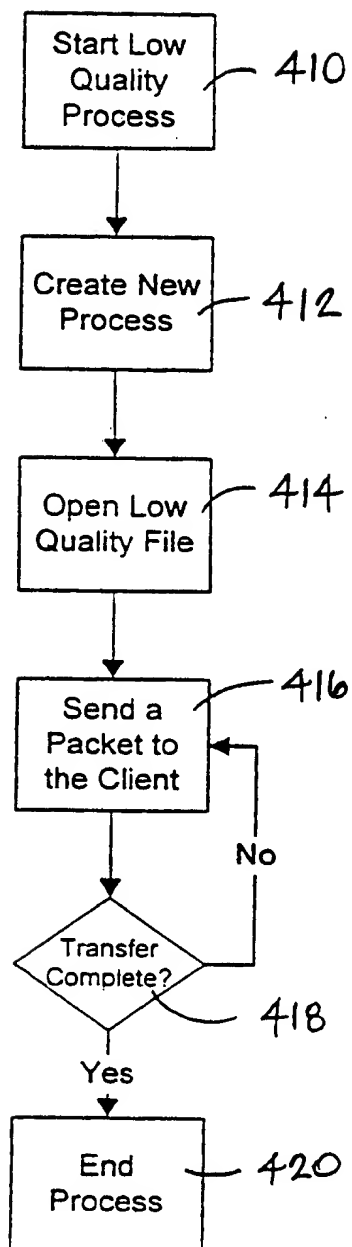 Start Low
Quality
Process
410
Create New
Process
412
Open Low
Quality File
414
Send a
Packet to
the Client
416
No
Transfer
Complete?
418
Yes
End
Process
420